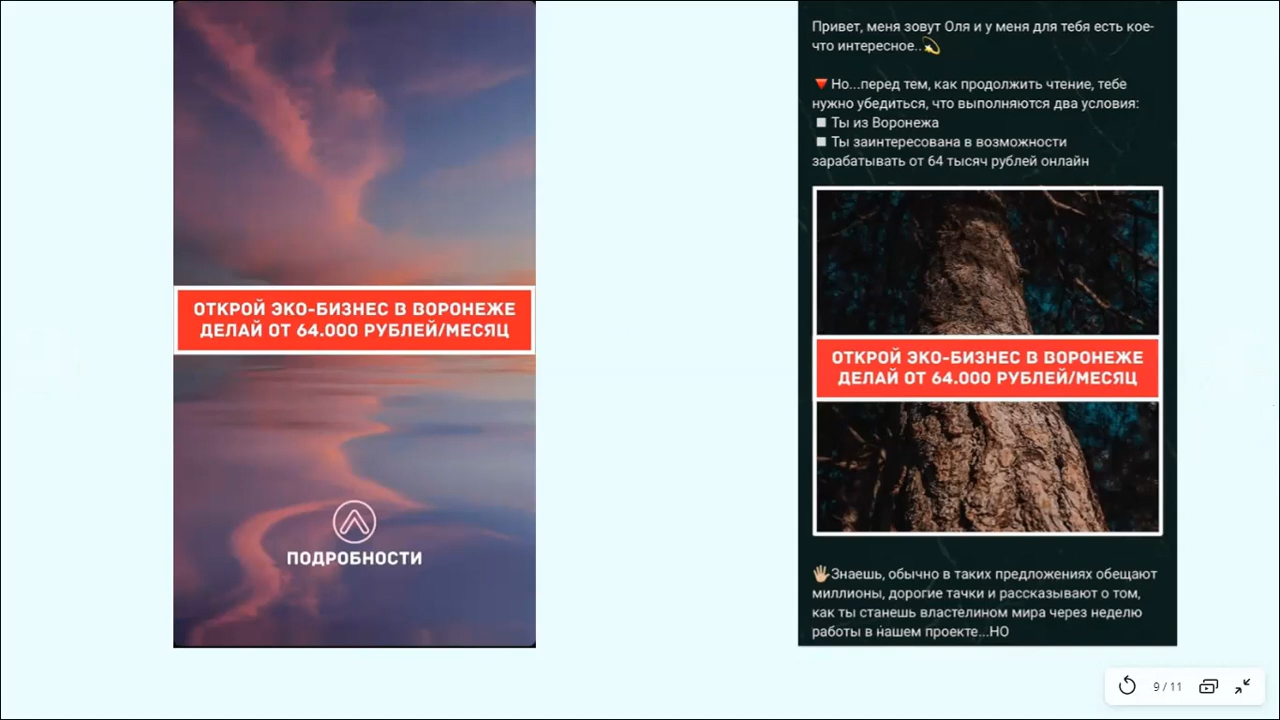 ОТКРОЙ ЭКО-БИЗНЕС В ВОРОНЕЖЕ
ДЕЛАЙ ОТ 64.000 РУБЛЕЙ/МЕСЯЦ
ПОДРОБНОСТИ
Привет, меня зовут Оля и у меня для тебя есть кое-
что интересное..💫
🔻Но...перед тем, как продолжить чтение, тебе
нужно убедиться, что выполняются два условия:
◽ Ты из Воронежа
◽ Ты заинтересована в возможности
зарабатывать от 64 тысяч рублей онлайн
ОТКРОЙ ЭКО-БИЗНЕС В ВОРОНЕЖЕ
ДЕЛАЙ ОТ 64.000 РУБЛЕЙ/МЕСЯЦ
🖐🏼Знаешь, обычно в таких предложениях обещают
миллионы, дорогие тачки и рассказывают о том,
как ты станешь властелином мира через неделю
работы в нашем проекте...НО
9 / 11